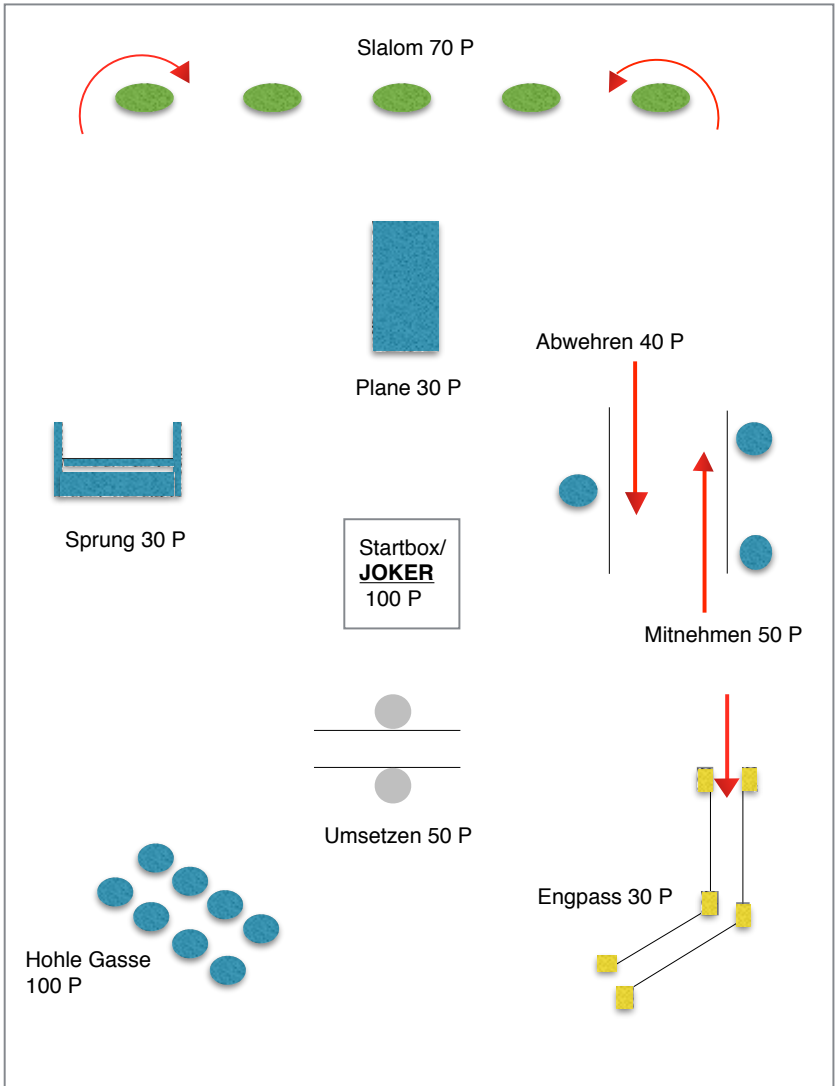 Slalom 70 P
Plane 30 P
Abwehren 40 P
Sprung 30 P
Startbox/
JOKER
100 P
Mitnehmen 50 P
Umsetzen 50 P
Engpass 30 P
Hohle Gasse
100 P